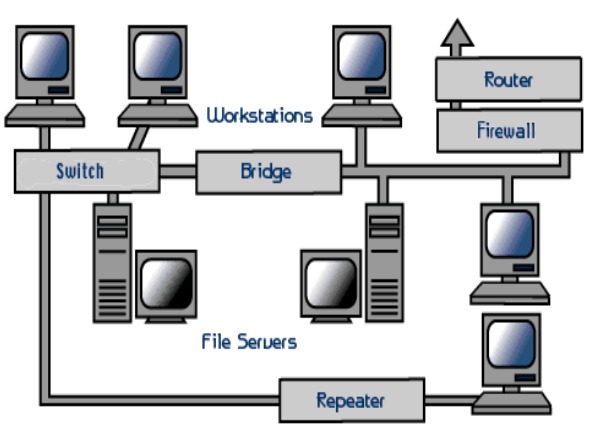 Router
Workstations
Firewall
Switch
Bridge
File Servers
Repeater